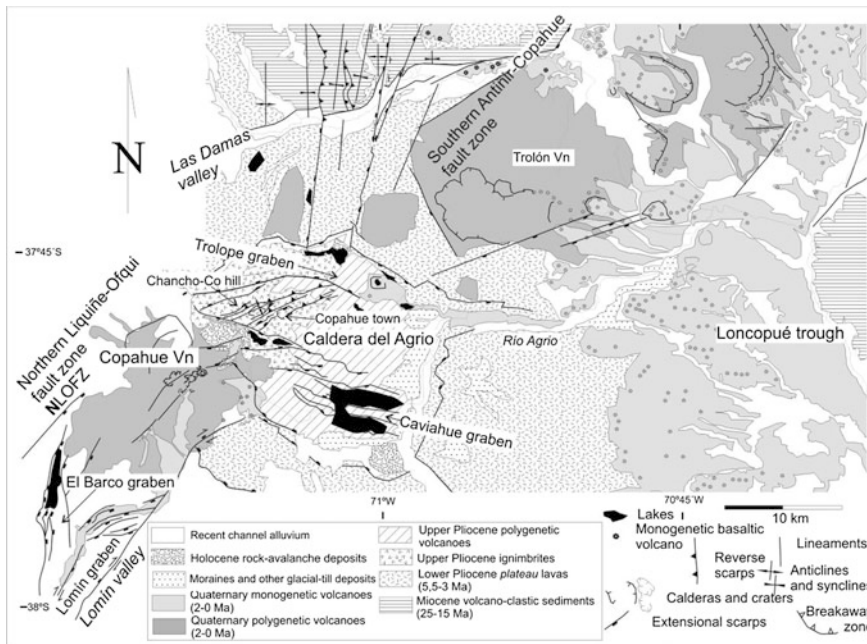 N
Las Damas
valley
Southern Antiñir-Copahue
fault zone
Trolón Vn
37°45´S
Trolope graben
Chancho-Co hill
Copahue town
Caldera del Agrio
Río Agrio
Loncopué trough
Northern Liquiñe-Ofqui
fault zone
NLOFZ
Copahue Vn
Caviahue graben
El Barco graben
Lomín graben
Lomín valley
38°S
71°W
70°45´W
10 km
Recent channel alluvium
Holocene rock-avalanche deposits
Moraines and other glacial-till deposits
Quaternary monogenetic volcanoes
(2-0 Ma)
Quaternary polygenetic volcanoes
(2-0 Ma)
Upper Pliocene polygenetic
volcanoes
Upper Pliocene ignimbrites
Lower Pliocene plateau lavas
(5,5-3 Ma)
Miocene volcano-clastic sediments
(25-15 Ma)
Lakes
Monogenetic basaltic
volcano
Reverse
scarps
Lineaments
Anticlines
and synclines
Calderas and craters
Extensional scarps
Breakaway
zone